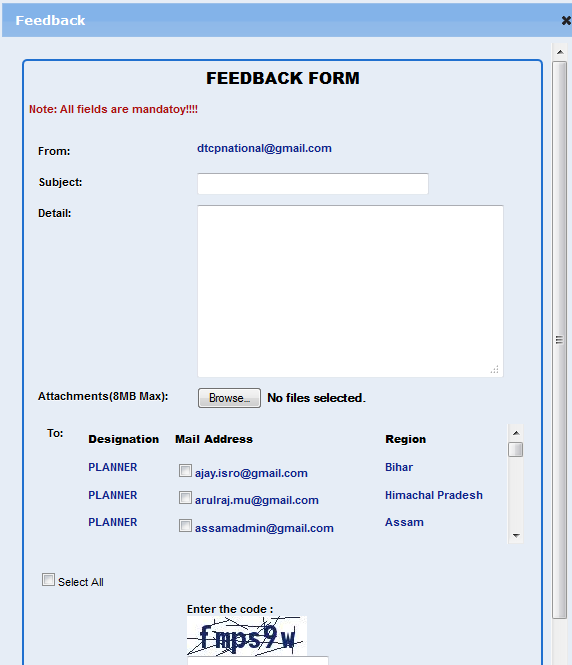 Feedback
FEEDBACK FORM
Note: All fields are mandatoy!!!!
From: dtcpnational@gmail.com
Subject:
Detail:
Attachments(8MB Max): Browse... No files selected.
To: Designation Mail Address Region
PLANNER ajay.isro@gmail.com Bihar
PLANNER arulraj.mu@gmail.com Himachal Pradesh
PLANNER assamadmin@gmail.com Assam
Select All
Enter the code :
fmps9w